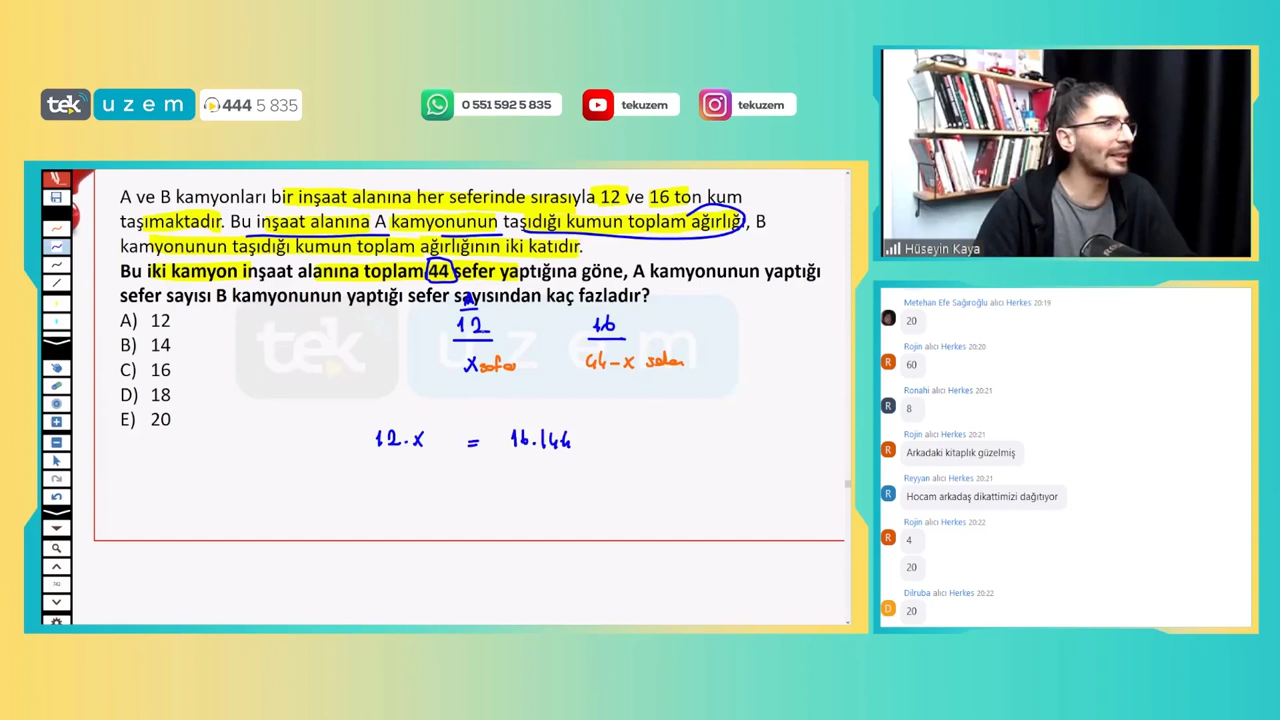 tek uzem 444 5 835
0 551 592 5 835
tekuzem
tekuzem
A ve B kamyonları bir inşaat alanına her seferinde sırasıyla 12 ve 16 ton kum
taşımaktadır. Bu inşaat alanına A kamyonunun taşıdığı kumun toplam ağırlığı, B
kamyonunun taşıdığı kumun toplam ağırlığının iki katıdır.
Bu iki kamyon inşaat alanına toplam 44 sefer yaptığına göne, A kamyonunun yaptığı
sefer sayısı B kamyonunun yaptığı sefer sayısından kaç fazladır?
A) 12
B) 14
C) 16
D) 18
E) 20
A
12 16
x sefer 44-x sefer
12.x = 16.(44
tek uzem
Hüseyin Kaya
Metehan Efe Sağıroğlu alıcı Herkes 20:19
20
Rojin alıcı Herkes 20:20
R 60
Ronahi alıcı Herkes 20:21
R 8
Rojin alıcı Herkes 20:21
R Arkadaki kitaplık güzelmiş
Reyyan alıcı Herkes 20:21
R Hocam arkadaş dikattimizi dağıtıyor
Rojin alıcı Herkes 20:22
R 4
20
Dilruba alıcı Herkes 20:22
D 20